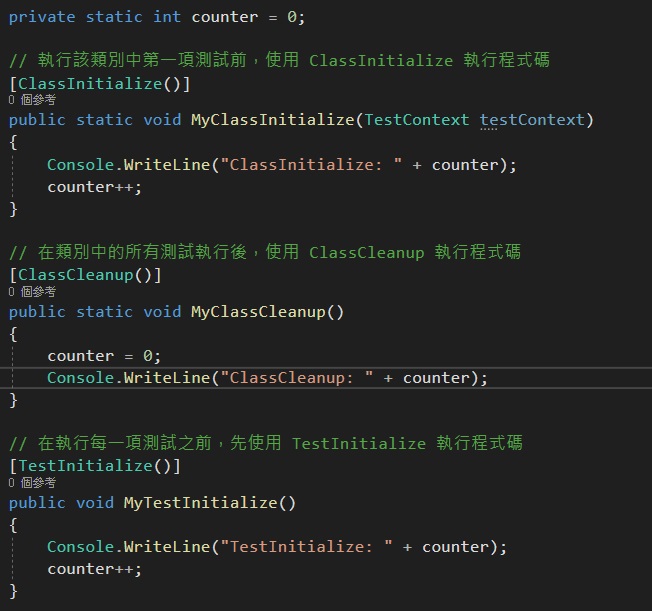 private static int counter = 0;
// 執行該類別中第一項測試前，使用 ClassInitialize 執行程式碼
[ClassInitialize()]
0 個參考
public static void MyClassInitialize(TestContext testContext)
{
Console.WriteLine("ClassInitialize: " + counter);
counter++;
}
// 在類別中的所有測試執行後，使用 ClassCleanup 執行程式碼
[ClassCleanup()]
0 個參考
public static void MyClassCleanup()
{
counter = 0;
Console.WriteLine("ClassCleanup: " + counter);
}
// 在執行每一項測試之前，先使用 TestInitialize 執行程式碼
[TestInitialize()]
0 個參考
public void MyTestInitialize()
{
Console.WriteLine("TestInitialize: " + counter);
counter++;
}